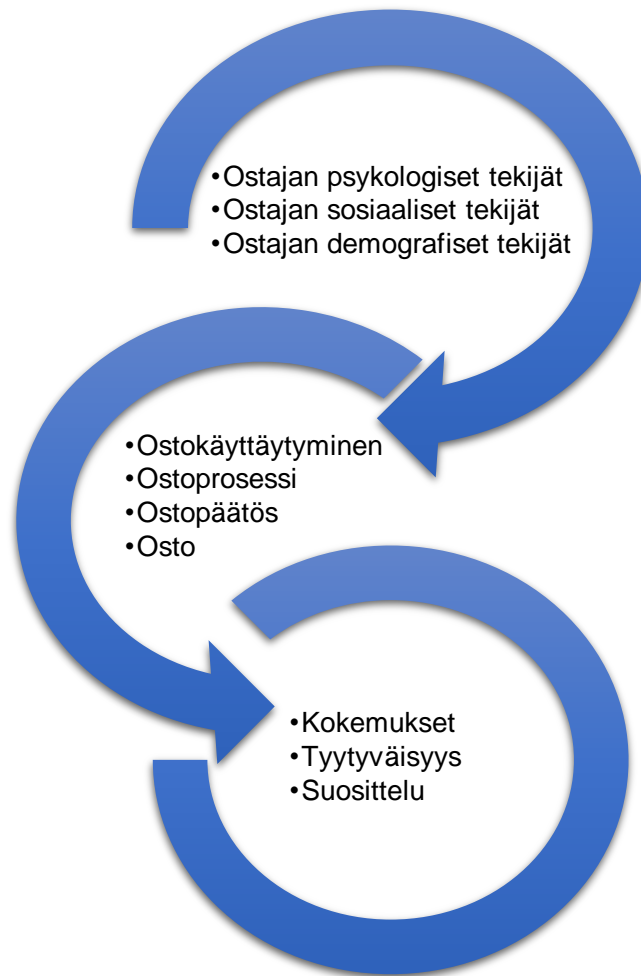 •Ostajan psykologiset tekijät
•Ostajan sosiaaliset tekijät
•Ostajan demografiset tekijät
•Ostokäyttäytyminen
•Ostoprosessi
•Ostopäätös
•Osto
•Kokemukset
•Tyytyväisyys
•Suosittelu